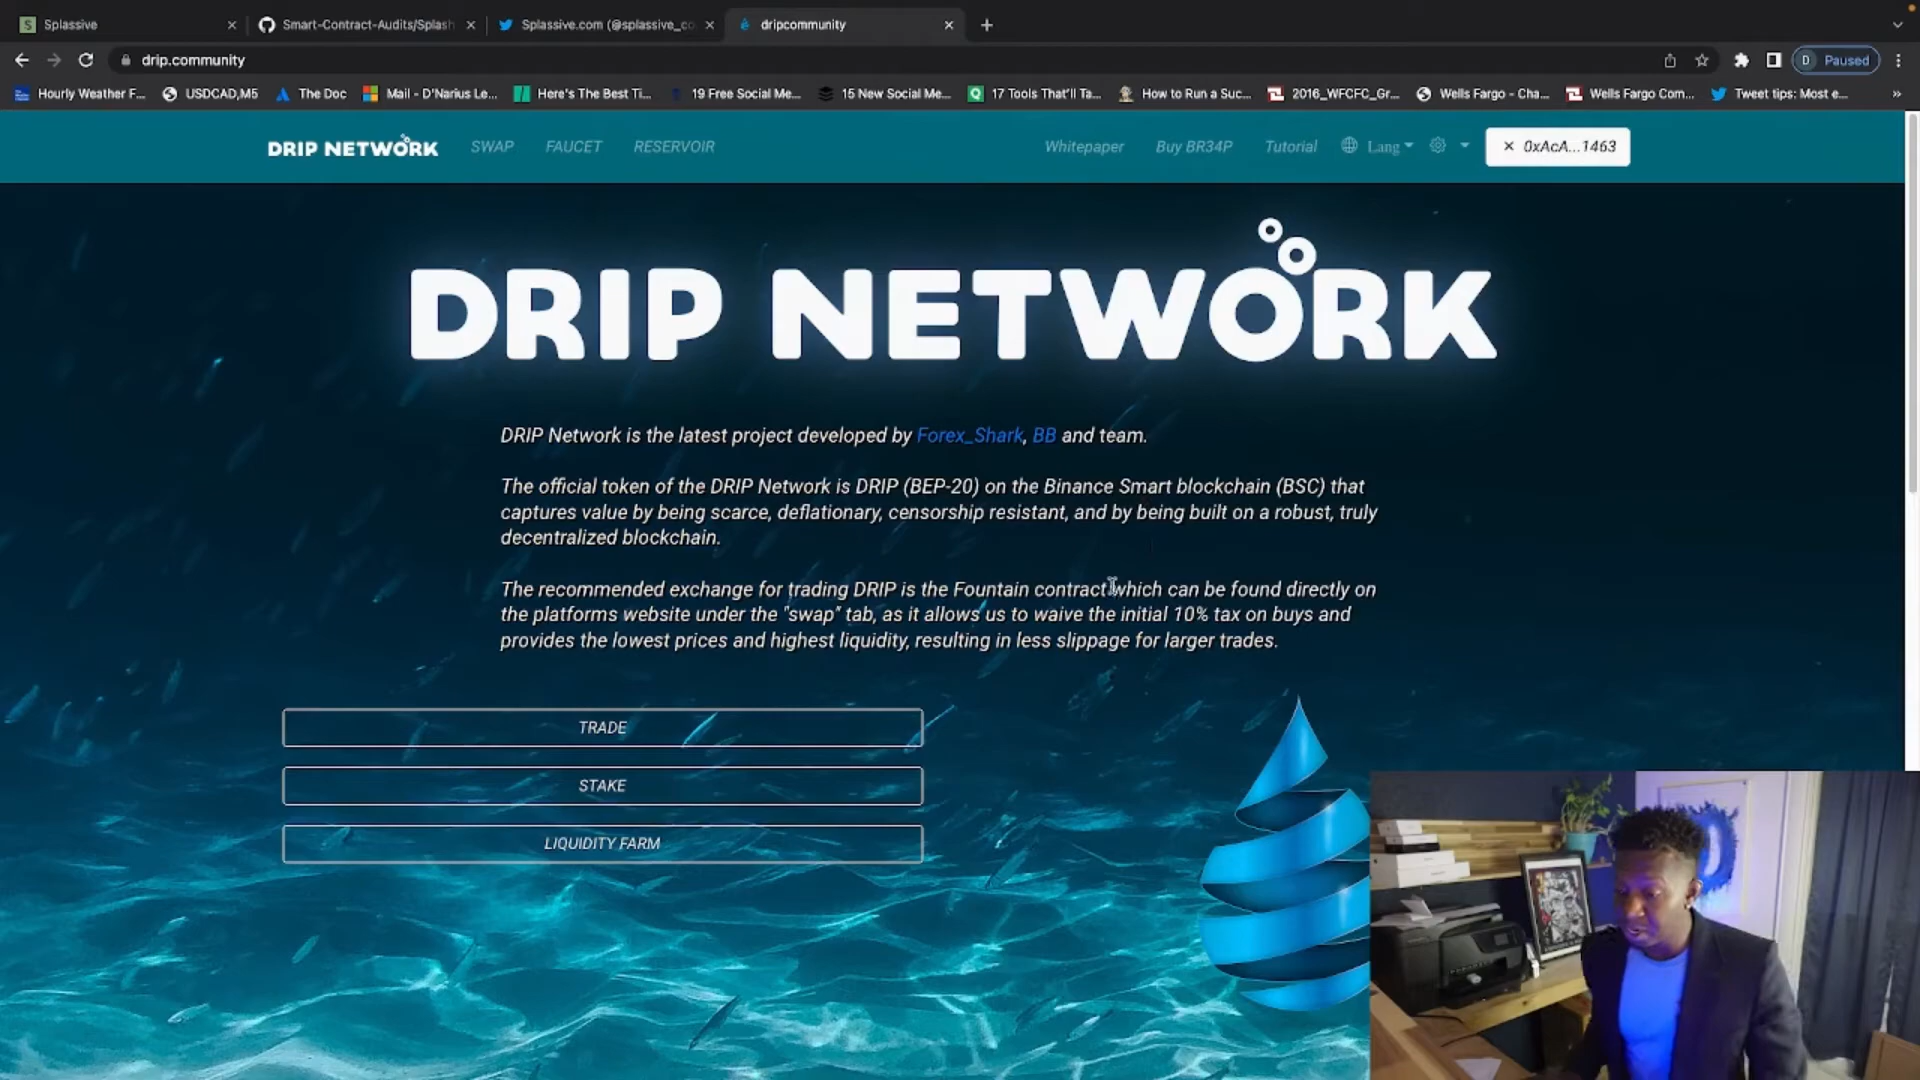 Splassive
Smart-Contract-Audits/Splash
Splassive.com (@splassive_co
dripcommunity
drip.community
D Paused
Hourly Weather F...
USDCAD,M5
The Doc
Mail - D'Narius Le...
Here's The Best Ti...
19 Free Social Me...
15 New Social Me...
17 Tools That'll Ta...
How to Run a Suc...
2016_WFCFC_Gr...
Wells Fargo - Cha...
Wells Fargo Com...
Tweet tips: Most e...
»
DRIP NETWORK
SWAP
FAUCET
RESERVOIR
Whitepaper
Buy BR34P
Tutorial
Lang
× 0xAcA...1463
DRIP NETWORK
DRIP Network is the latest project developed by Forex_Shark, BB and team.
The official token of the DRIP Network is DRIP (BEP-20) on the Binance Smart blockchain (BSC) that
captures value by being scarce, deflationary, censorship resistant, and by being built on a robust, truly
decentralized blockchain.
The recommended exchange for trading DRIP is the Fountain contract which can be found directly on
the platforms website under the "swap" tab, as it allows us to waive the initial 10% tax on buys and
provides the lowest prices and highest liquidity, resulting in less slippage for larger trades.
TRADE
STAKE
LIQUIDITY FARM